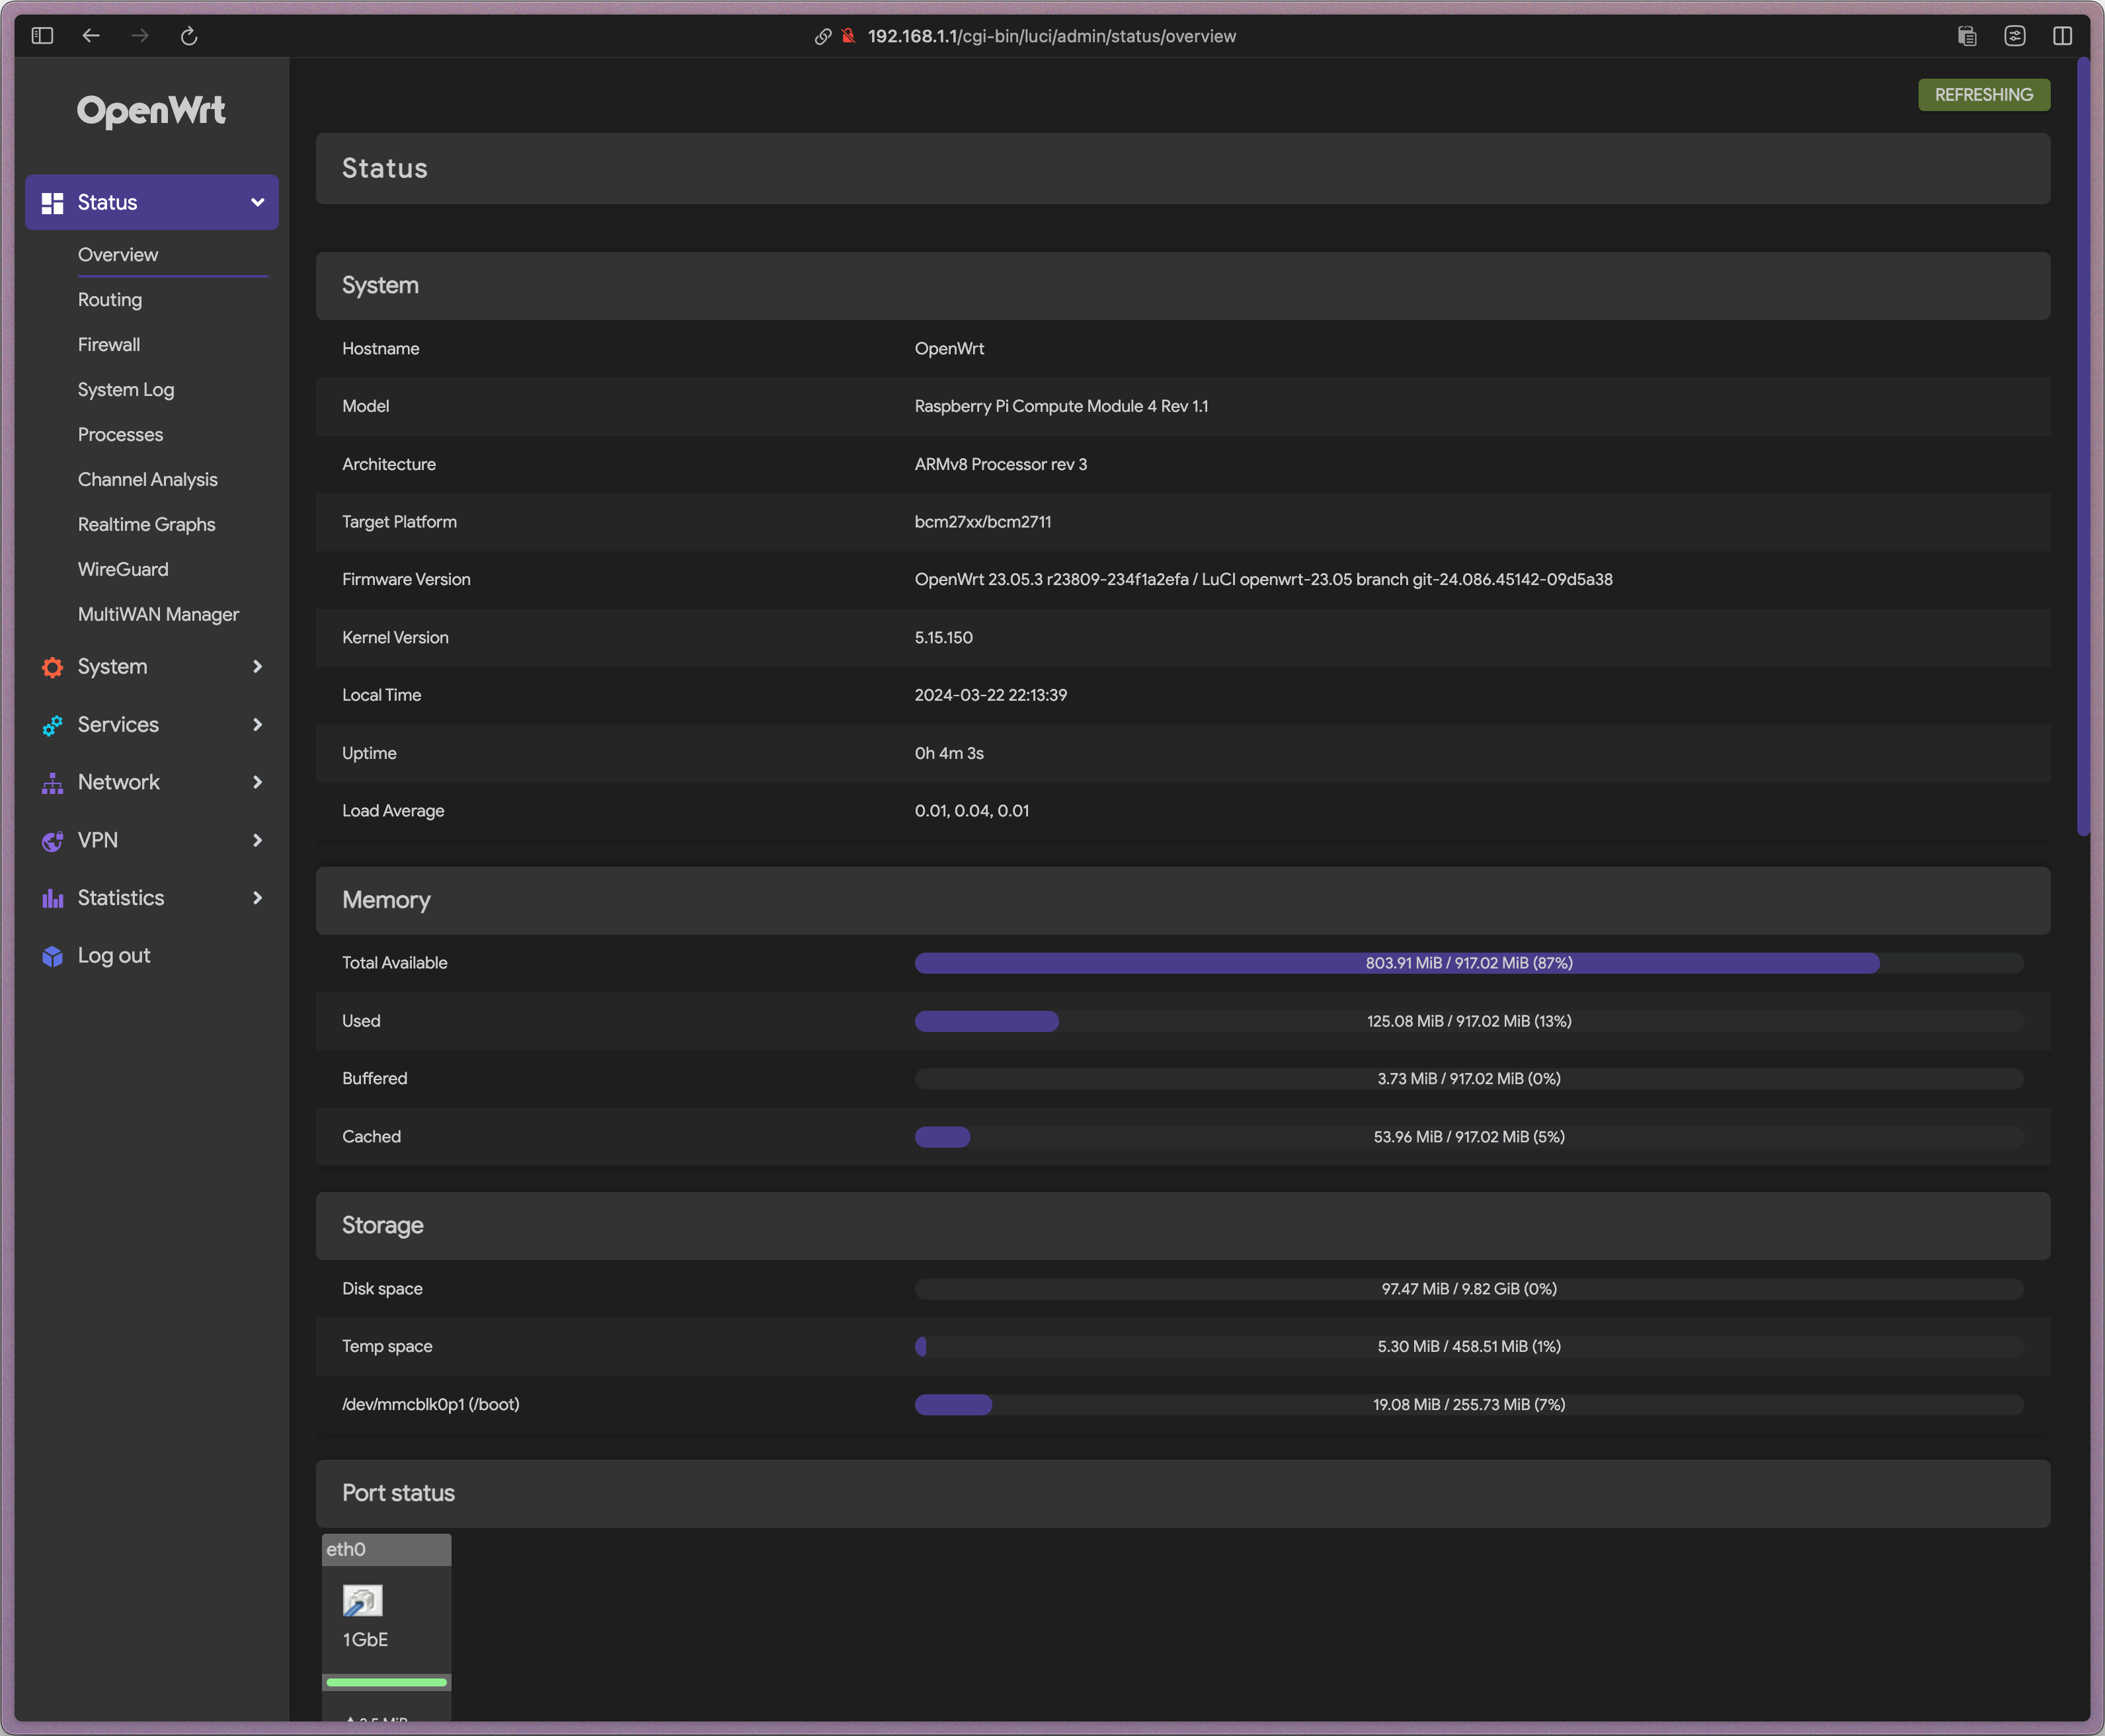 192.168.1.1/cgi-bin/luci/admin/status/overview
OpenWrt
REFRESHING
Status
Overview
Routing
Firewall
System Log
Processes
Channel Analysis
Realtime Graphs
WireGuard
MultiWAN Manager
System
Services
Network
VPN
Statistics
Log out
Status
System
Hostname OpenWrt
Model Raspberry Pi Compute Module 4 Rev 1.1
Architecture ARMv8 Processor rev 3
Target Platform bcm27xx/bcm2711
Firmware Version OpenWrt 23.05.3 r23809-234f1a2efa / LuCI openwrt-23.05 branch git-24.086.45142-09d5a38
Kernel Version 5.15.150
Local Time 2024-03-22 22:13:39
Uptime 0h 4m 3s
Load Average 0.01, 0.04, 0.01
Memory
Total Available 803.91 MiB / 917.02 MiB (87%)
Used 125.08 MiB / 917.02 MiB (13%)
Buffered 3.73 MiB / 917.02 MiB (0%)
Cached 53.96 MiB / 917.02 MiB (5%)
Storage
Disk space 97.47 MiB / 9.82 GiB (0%)
Temp space 5.30 MiB / 458.51 MiB (1%)
/dev/mmcblk0p1 (/boot) 19.08 MiB / 255.73 MiB (7%)
Port status
eth0
1GbE